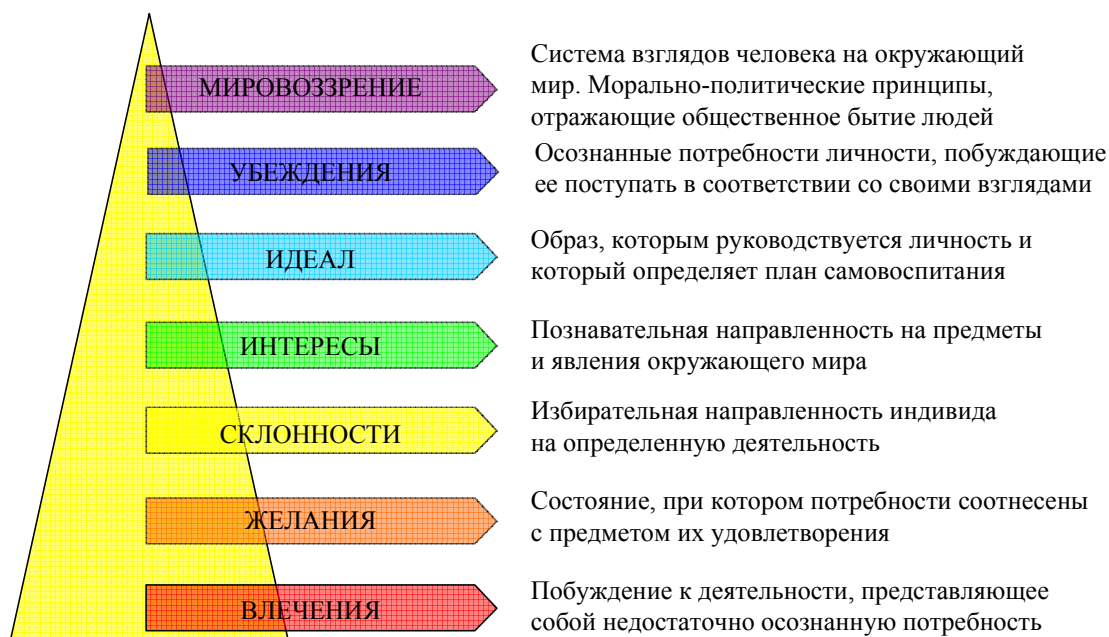 МИРОВОЗЗРЕНИЕ
Система взглядов человека на окружающий
мир. Морально-политические принципы,
отражающие общественное бытие людей
УБЕЖДЕНИЯ
Осознанные потребности личности, побуждающие
ее поступать в соответствии со своими взглядами
ИДЕАЛ
Образ, которым руководствуется личность и
который определяет план самовоспитания
ИНТЕРЕСЫ
Познавательная направленность на предметы
и явления окружающего мира
СКЛОННОСТИ
Избирательная направленность индивида
на определенную деятельность
ЖЕЛАНИЯ
Состояние, при котором потребности соотнесены
с предметом их удовлетворения
ВЛЕЧЕНИЯ
Побуждение к деятельности, представляющее
собой недостаточно осознанную потребность